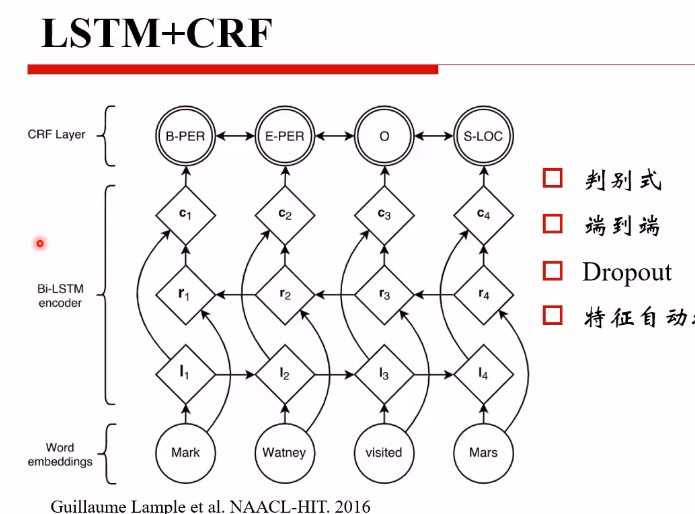 LSTM+CRF
CRF Layer
B-PER E-PER O S-LOC
c1 c2 c3 c4
Bi-LSTM
encoder
r1 r2 r3 r4
l1 l2 l3 l4
Word
embeddings
Mark Watney visited Mars
判别式
端到端
Dropout
特征自动
Guillaume Lample et al. NAACL-HIT. 2016